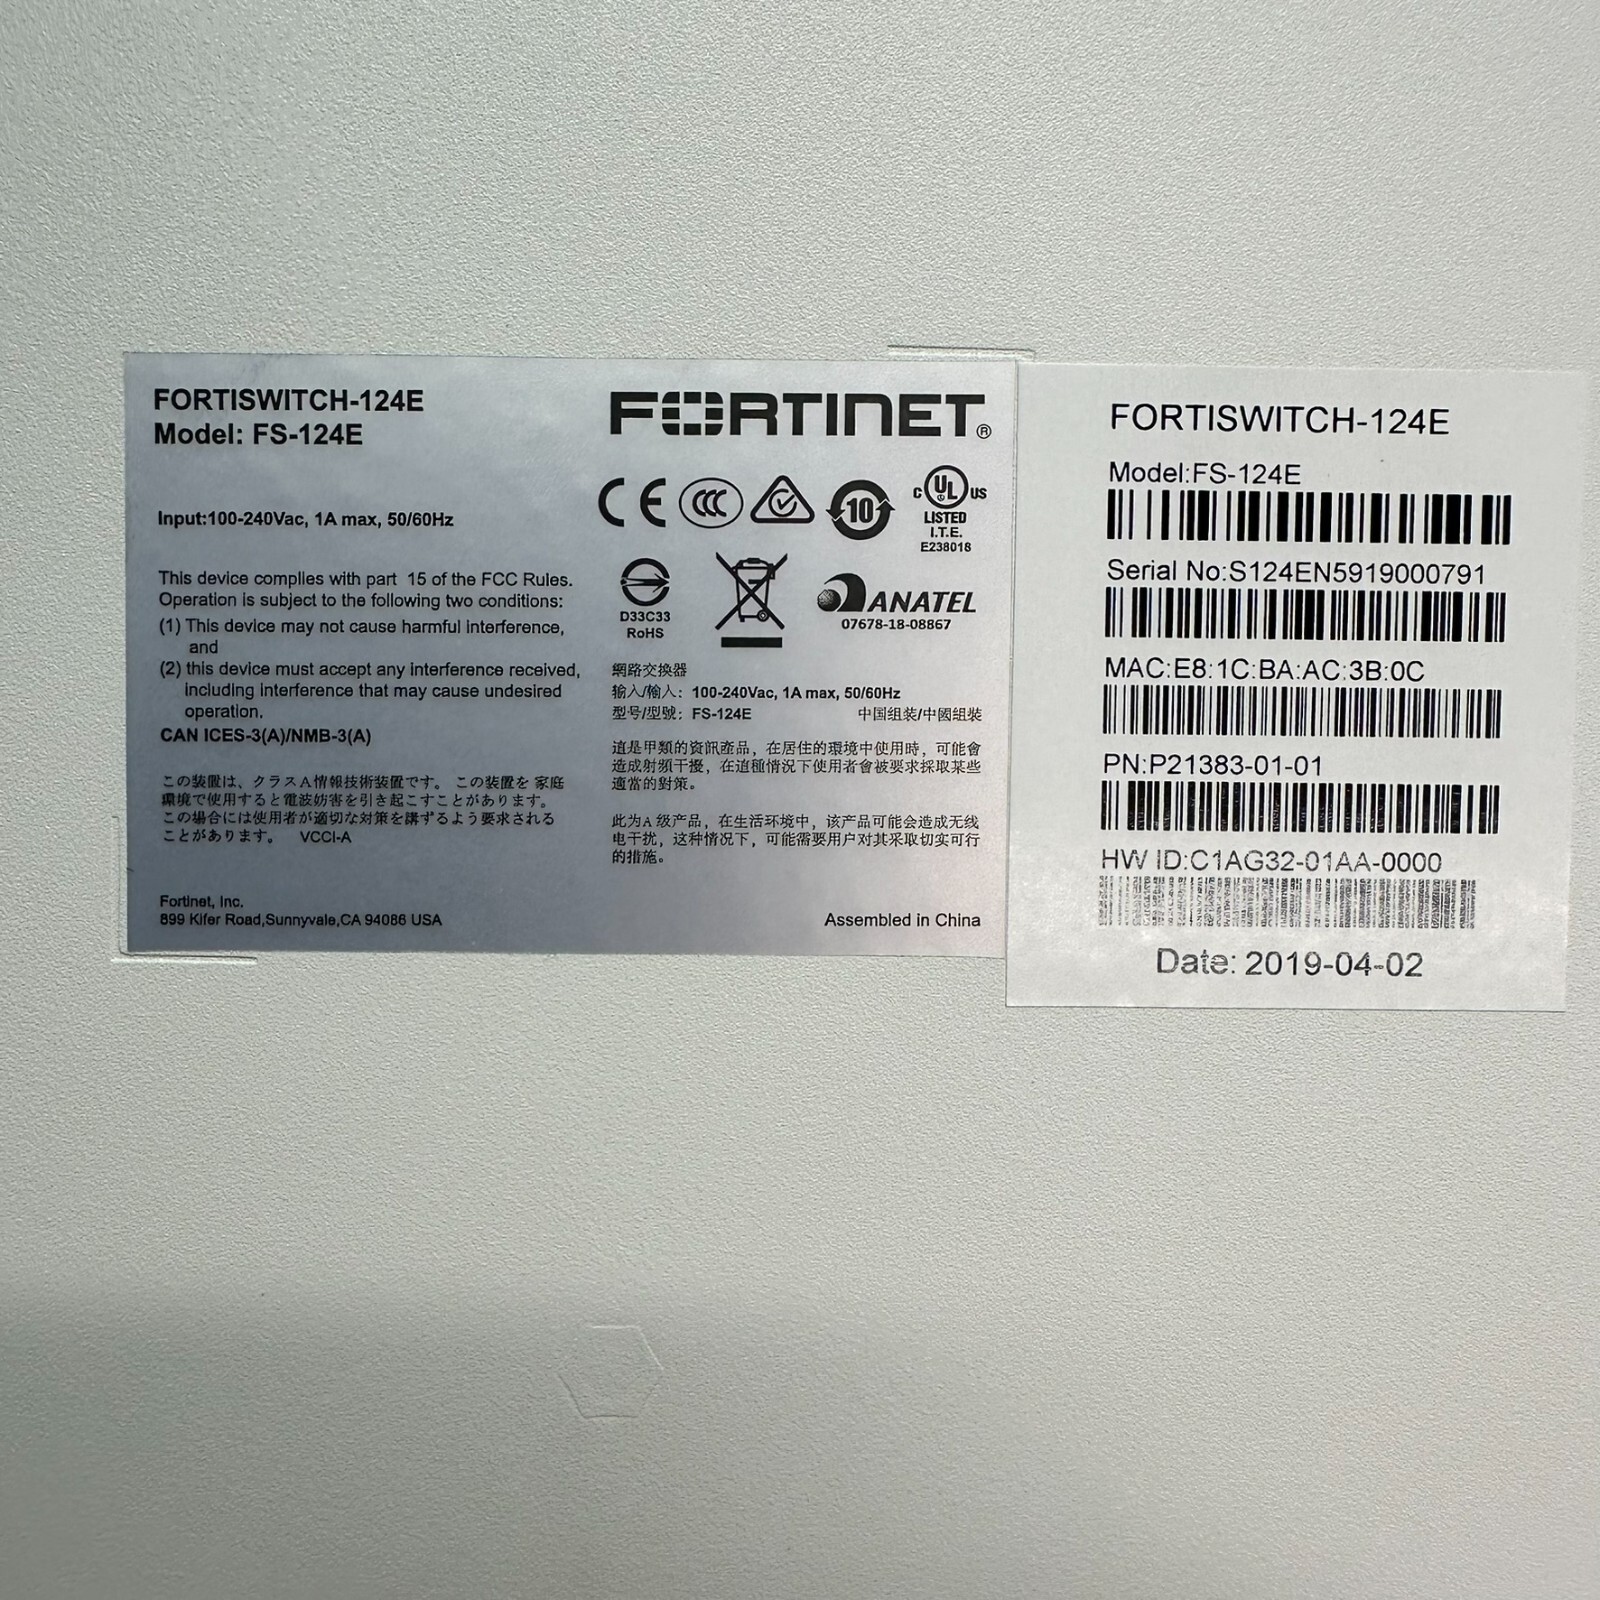 FORTISWITCH-124E
Model: FS-124E
Input:100-240Vac, 1A max, 50/60Hz
This device complies with part 15 of the FCC Rules.
Operation is subject to the following two conditions:
(1) This device may not cause harmful interference,
and
(2) this device must accept any interference received,
including interference that may cause undesired
operation.
CAN ICES-3(A)/NMB-3(A)
この装置は、クラスA情報技術装置です。 この装置を 家庭
環境で使用すると電波妨害を引き起こすことがあります。
この場合には使用者が適切な対策を講ずるよう要求される
ことがあります。 VCCI-A
Fortinet, Inc.
899 Kifer Road,Sunnyvale,CA 94086 USA
FORTINET®
CE CCC 10 C UL US
LISTED
I.T.E.
E238018
D33C33
RoHS
ANATEL
07678-18-08867
網路交換器
输入/輸入: 100-240Vac, 1A max, 50/60Hz
型号/型號: FS-124E 中国组装/中國組裝
這是甲類的資訊產品，在居住的環境中使用時，可能會
造成射頻干擾，在這種情況下使用者會被要求採取某些
適當的對策。
此为A 级产品，在生活环境中，该产品可能会造成无线
电干扰，这种情况下，可能需要用户对其采取切实可行
的措施。
Assembled in China
FORTISWITCH-124E
Model:FS-124E
Serial No:S124EN5919000791
MAC:E8:1C:BA:AC:3B:0C
PN:P21383-01-01
HW ID:C1AG32-01AA-0000
Date: 2019-04-02